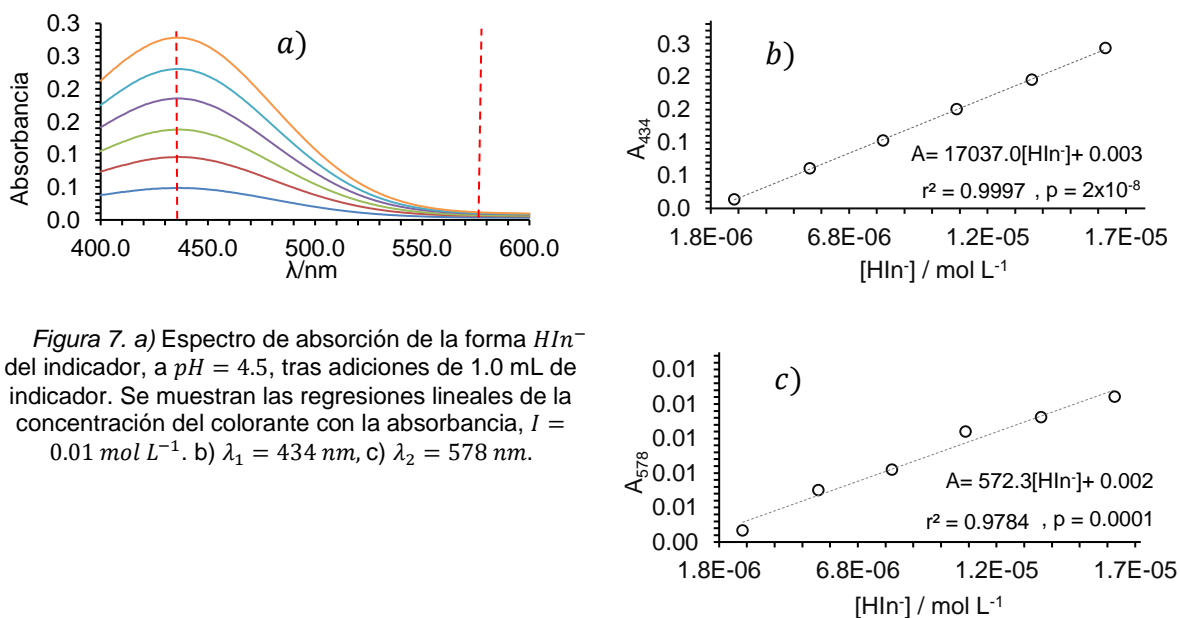 a)
0.3
0.3
0.2
0.2
0.1
0.1
0.0
Absorbancia
400.0 450.0 500.0 550.0 600.0
λ/nm
b)
0.3
0.2
0.2
0.1
0.1
0.0
A₄₃₄
A= 17037.0[HIn⁻]+ 0.003
r² = 0.9997 , p = 2x10⁻⁸
1.8E-06 6.8E-06 1.2E-05 1.7E-05
[HIn⁻] / mol L⁻¹
Figura 7. a) Espectro de absorción de la forma HIn⁻
del indicador, a pH = 4.5, tras adiciones de 1.0 mL de
indicador. Se muestran las regresiones lineales de la
concentración del colorante con la absorbancia, I =
0.01 mol L⁻¹. b) λ₁ = 434 nm, c) λ₂ = 578 nm.
c)
0.01
0.01
0.01
0.01
0.01
0.00
A₅₇₈
A= 572.3[HIn⁻]+ 0.002
r² = 0.9784 , p = 0.0001
1.8E-06 6.8E-06 1.2E-05 1.7E-05
[HIn⁻] / mol L⁻¹